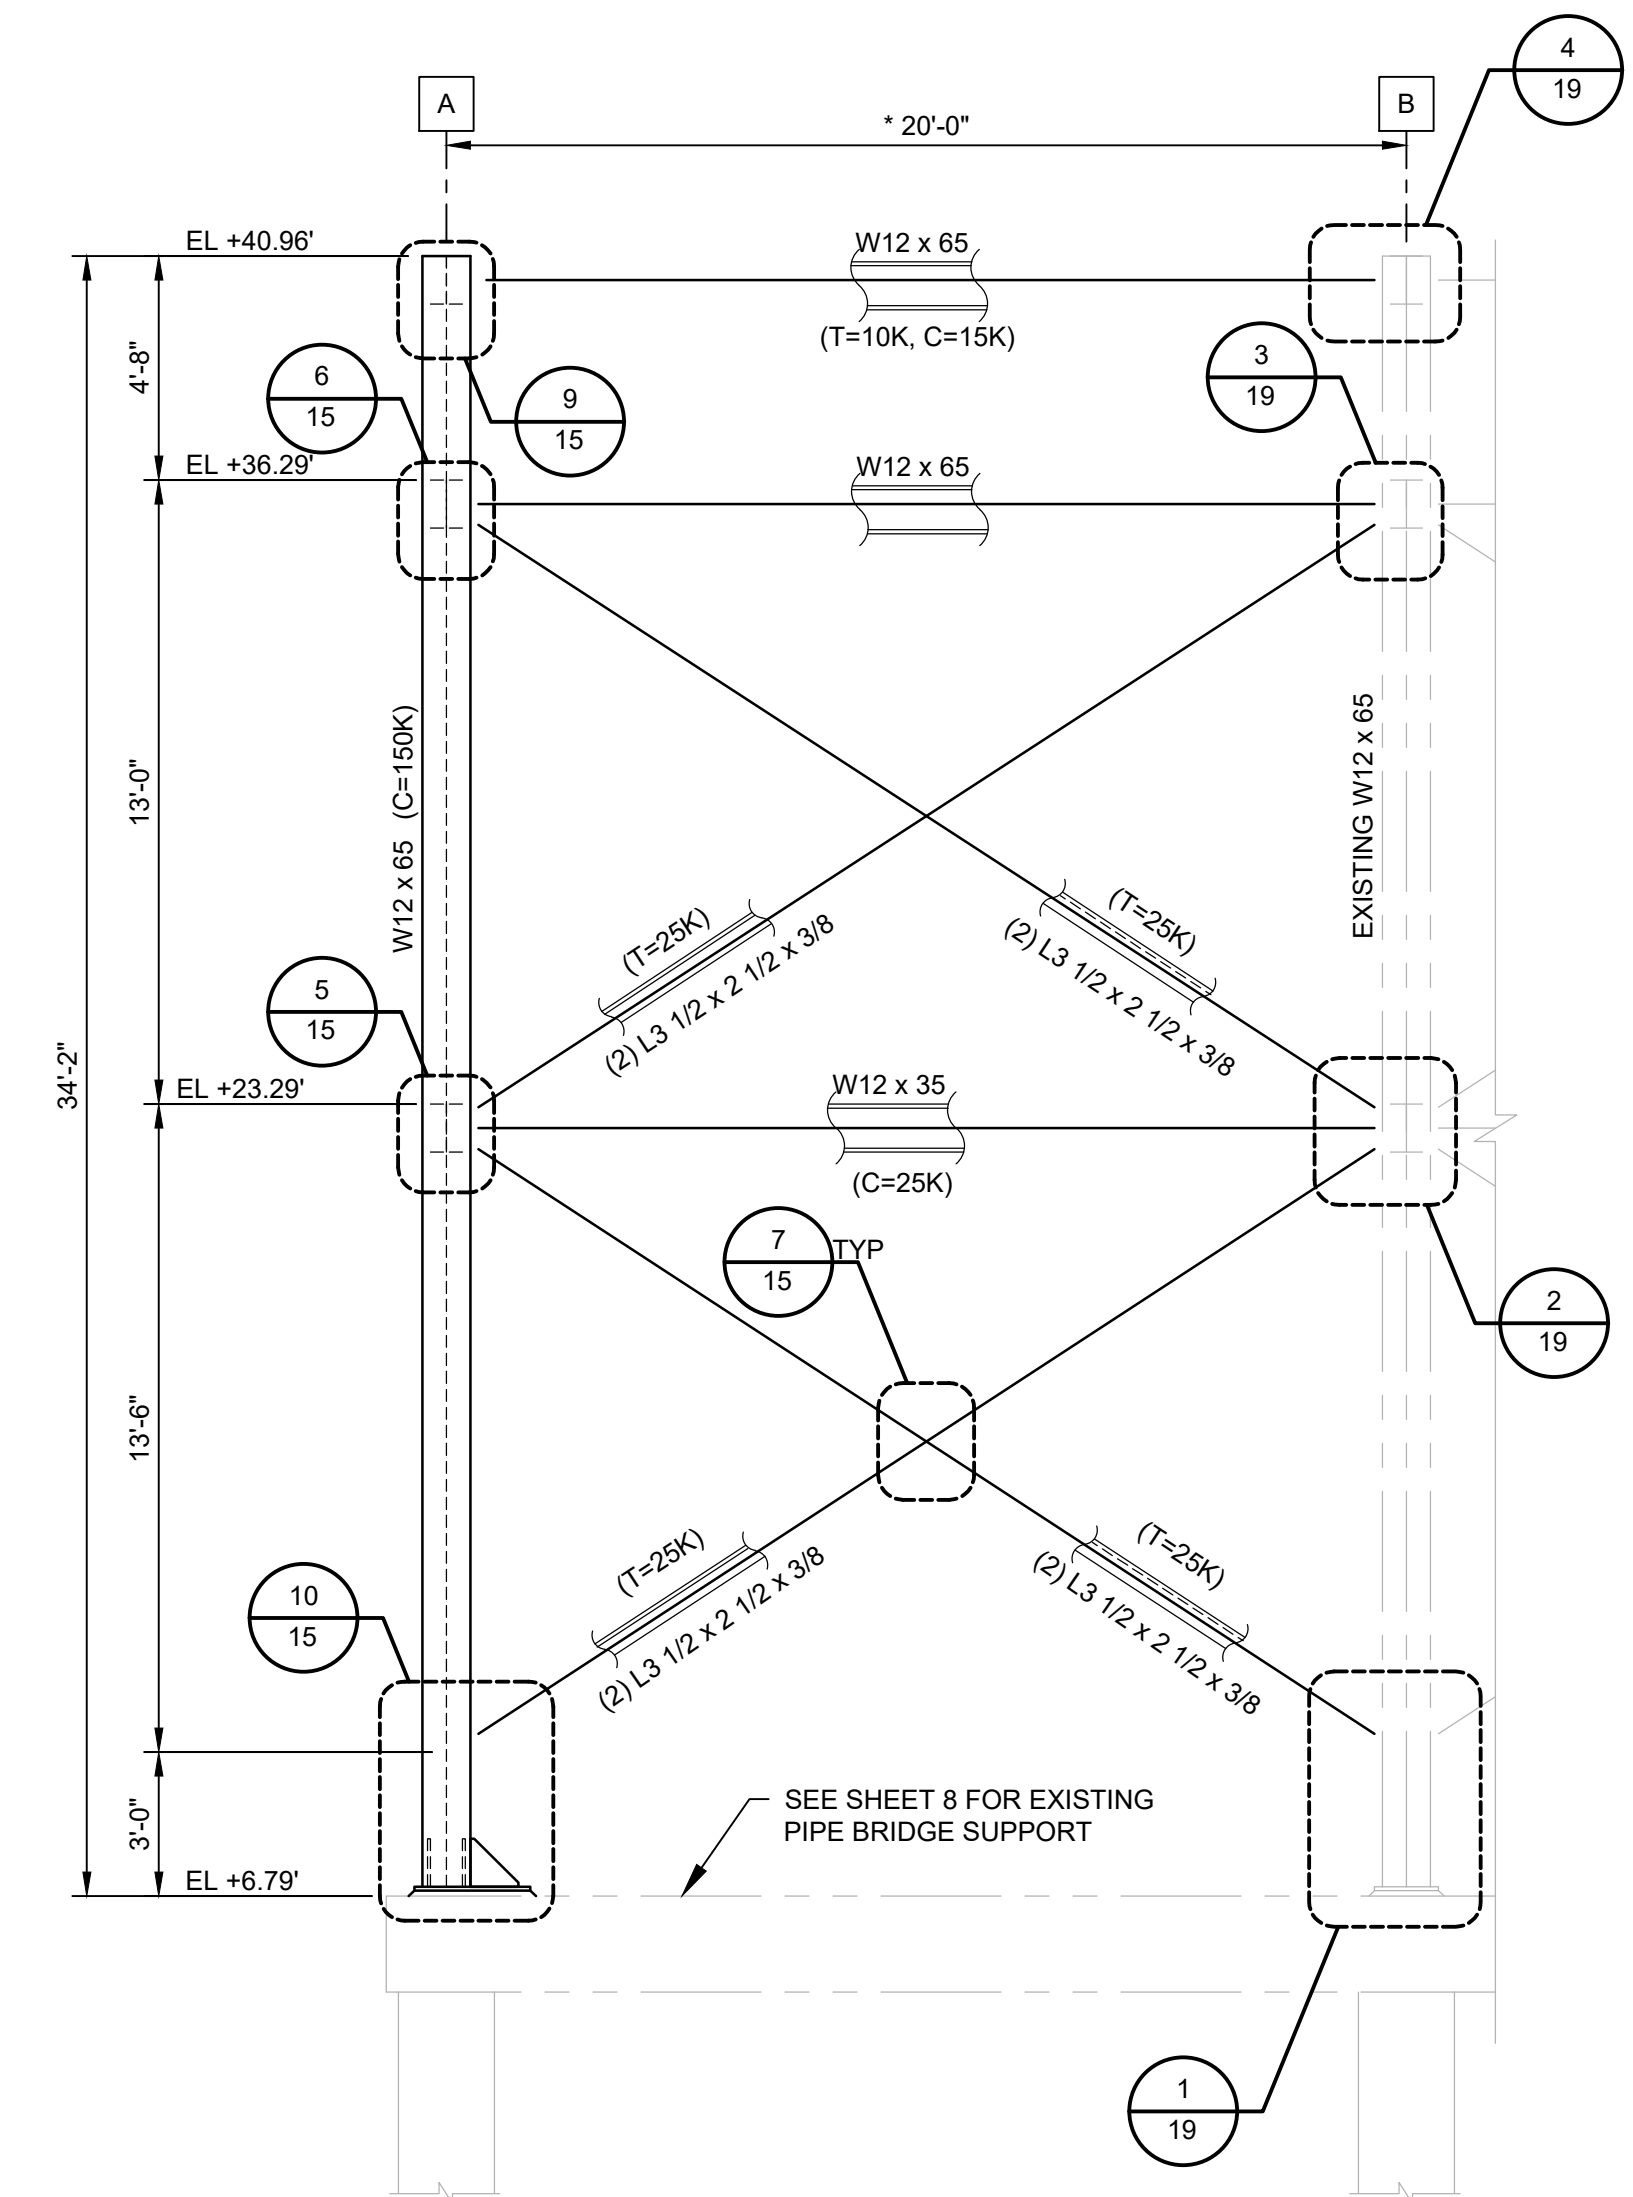 4
19
A
B
* 20'-0"
EL +40.96'
W12 x 65
(T=10K, C=15K)
4'-8"
6
15
9
15
3
19
EL +36.29'
W12 x 65
13'-0"
W12 x 65 (C=150K)
EXISTING W12 x 65
(T=25K)
(2) L3 1/2 x 2 1/2 x 3/8
(T=25K)
(2) L3 1/2 x 2 1/2 x 3/8
5
15
34'-2"
EL +23.29'
W12 x 35
(C=25K)
7
15
TYP
2
19
13'-6"
(T=25K)
(2) L3 1/2 x 2 1/2 x 3/8
(T=25K)
(2) L3 1/2 x 2 1/2 x 3/8
10
15
3'-0"
SEE SHEET 8 FOR EXISTING
PIPE BRIDGE SUPPORT
EL +6.79'
1
19